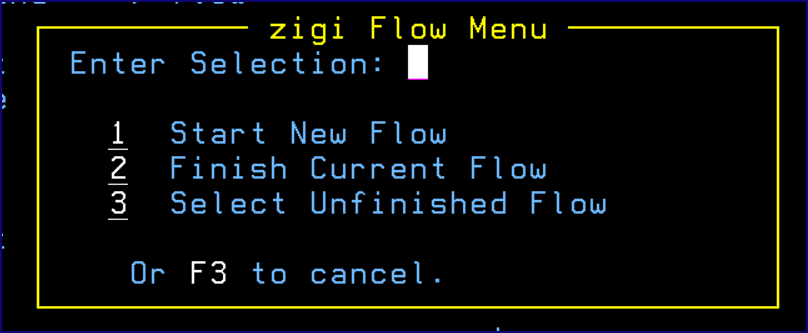 zigi Flow Menu
Enter Selection:
1 Start New Flow
2 Finish Current Flow
3 Select Unfinished Flow
Or F3 to cancel.